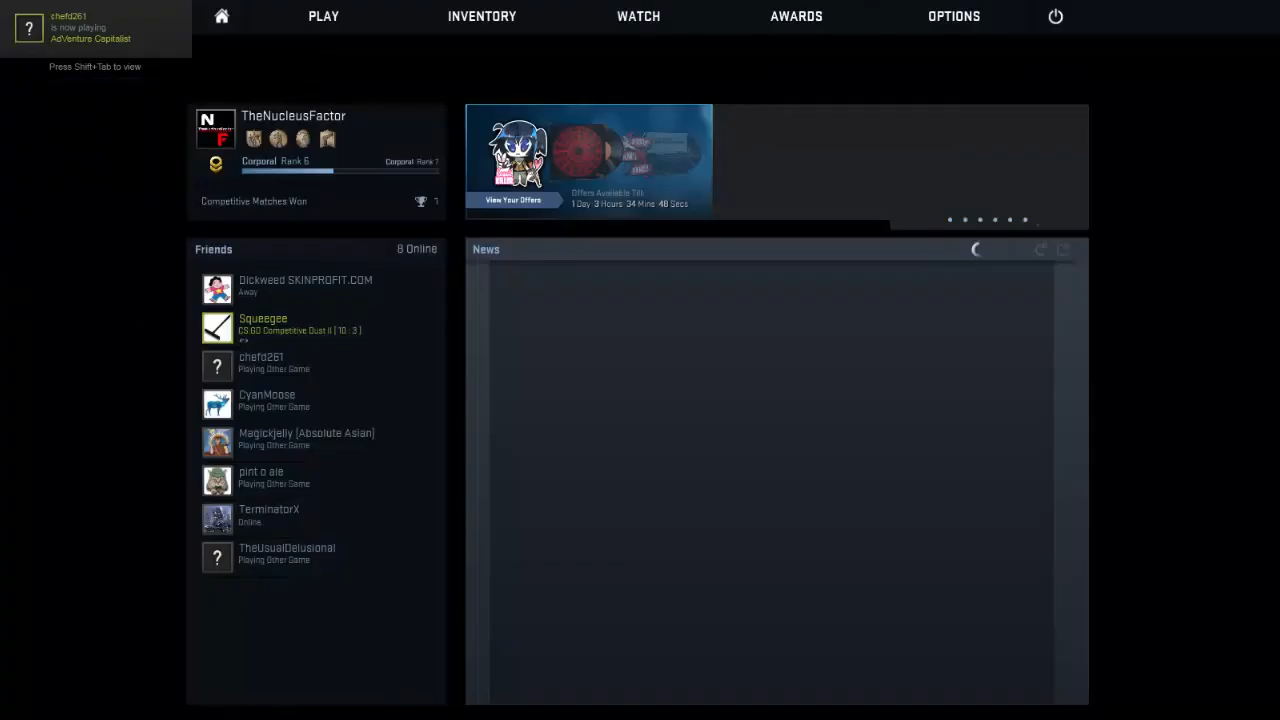 chefd261
is now playing
AdVenture Capitalist
Press Shift+Tab to view
PLAY
INVENTORY
WATCH
AWARDS
OPTIONS
N
F
TheNucleusFactor
Corporal Rank 6
Corporal Rank 7
Competitive Matches Won
1
View Your Offers
Offers Available Till:
1 Day 3 Hours 34 Mins 48 Secs
Friends
8 Online
Dickweed SKINPROFIT.COM
Away
Squeegee
CS:GO Competitive Dust II [ 10 : 3 ]
chefd261
Playing Other Game
CyanMoose
Playing Other Game
Magickjelly (Absolute Asian)
Playing Other Game
pint o ale
Playing Other Game
TerminatorX
Online
TheUsualDelusional
Playing Other Game
News